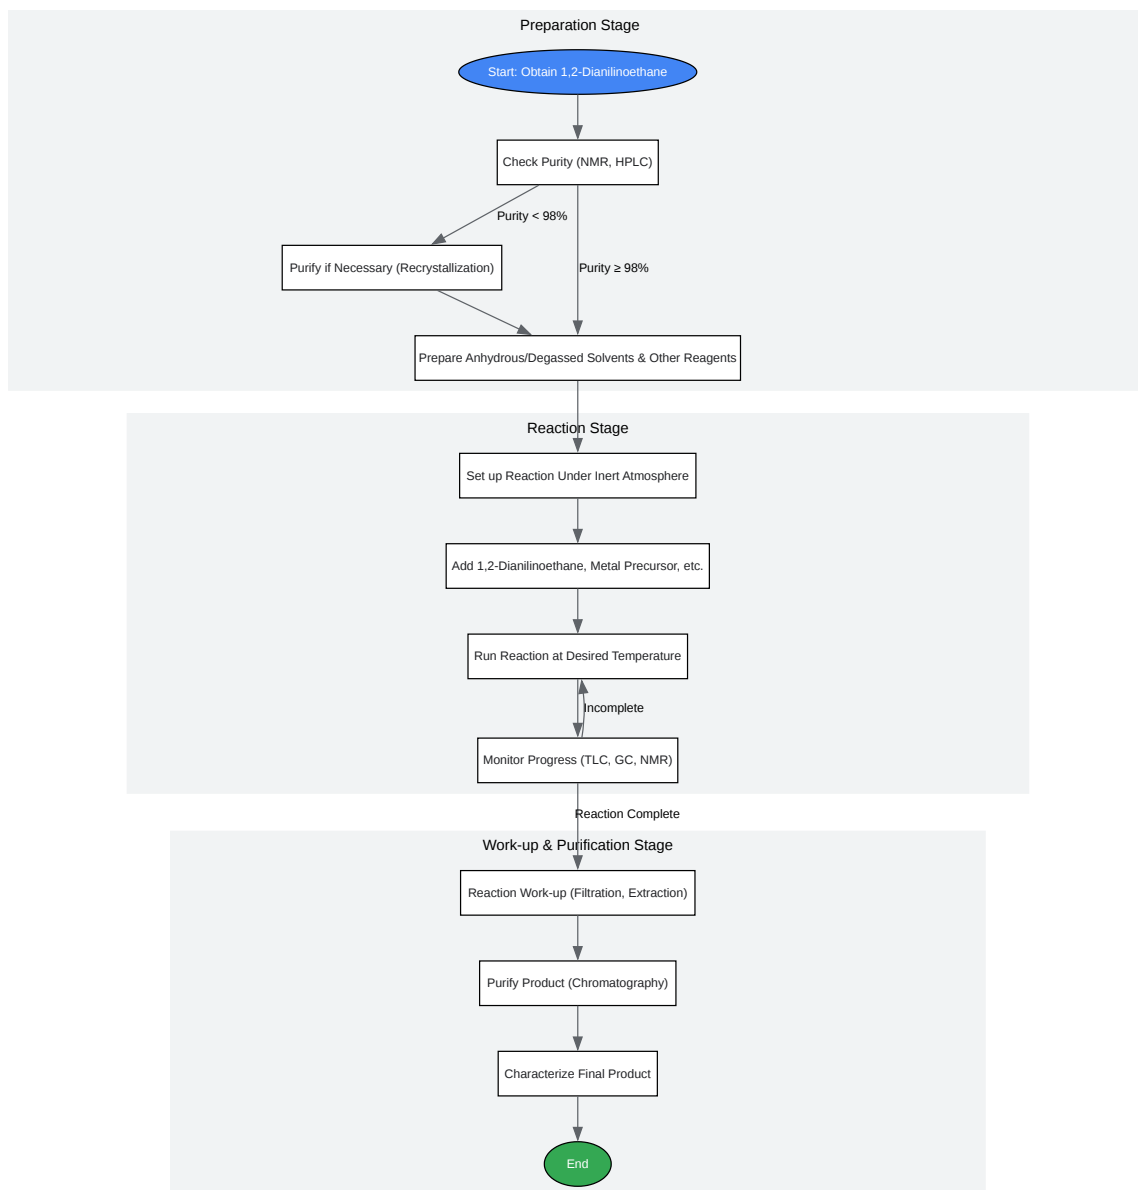 Preparation Stage
Start: Obtain 1,2-Dianilinoethane
Check Purity (NMR, HPLC)
Purity < 98%
Purify if Necessary (Recrystallization)
Purity ≥ 98%
Prepare Anhydrous/Degassed Solvents & Other Reagents
Reaction Stage
Set up Reaction Under Inert Atmosphere
Add 1,2-Dianilinoethane, Metal Precursor, etc.
Run Reaction at Desired Temperature
Incomplete
Monitor Progress (TLC, GC, NMR)
Reaction Complete
Work-up & Purification Stage
Reaction Work-up (Filtration, Extraction)
Purify Product (Chromatography)
Characterize Final Product
End